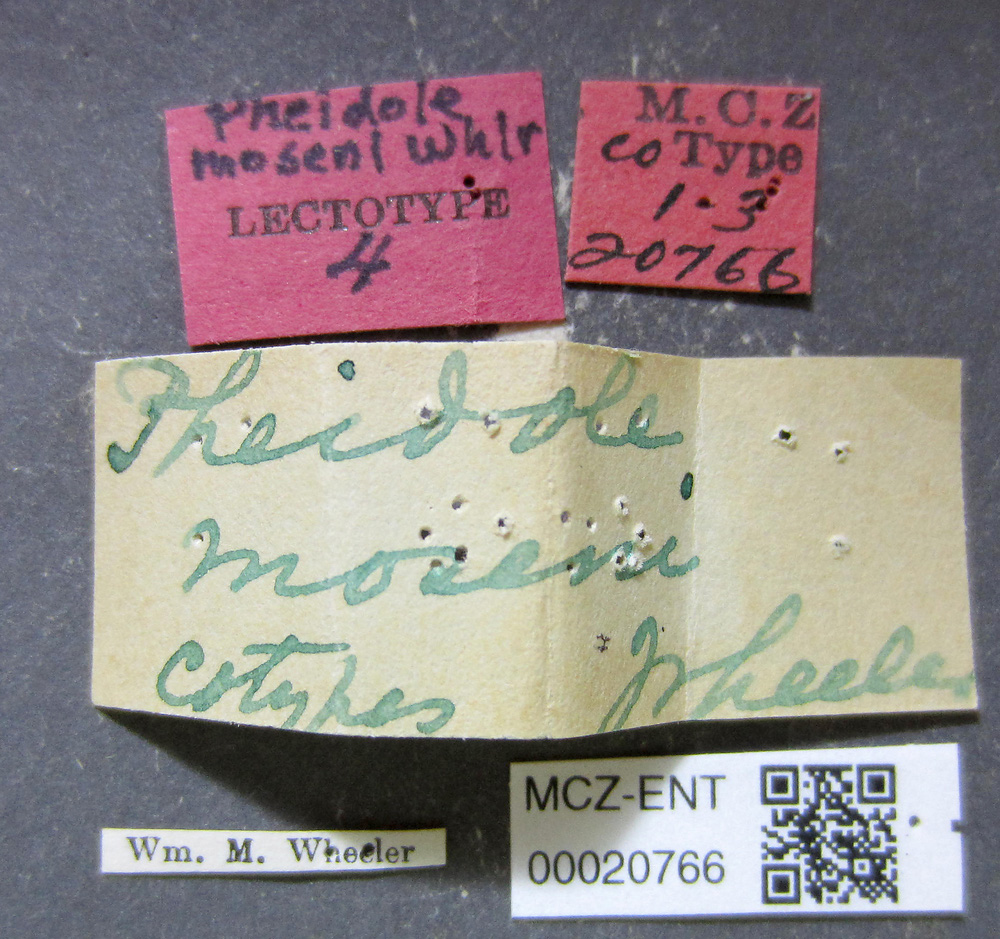 Pheidole
moseni Whlr
LECTOTYPE
4
M.C.Z
co Type
1-3
20766
Pheidole
moseni
cotypes Wheeler
Wm. M. Wheeler
MCZ-ENT
00020766